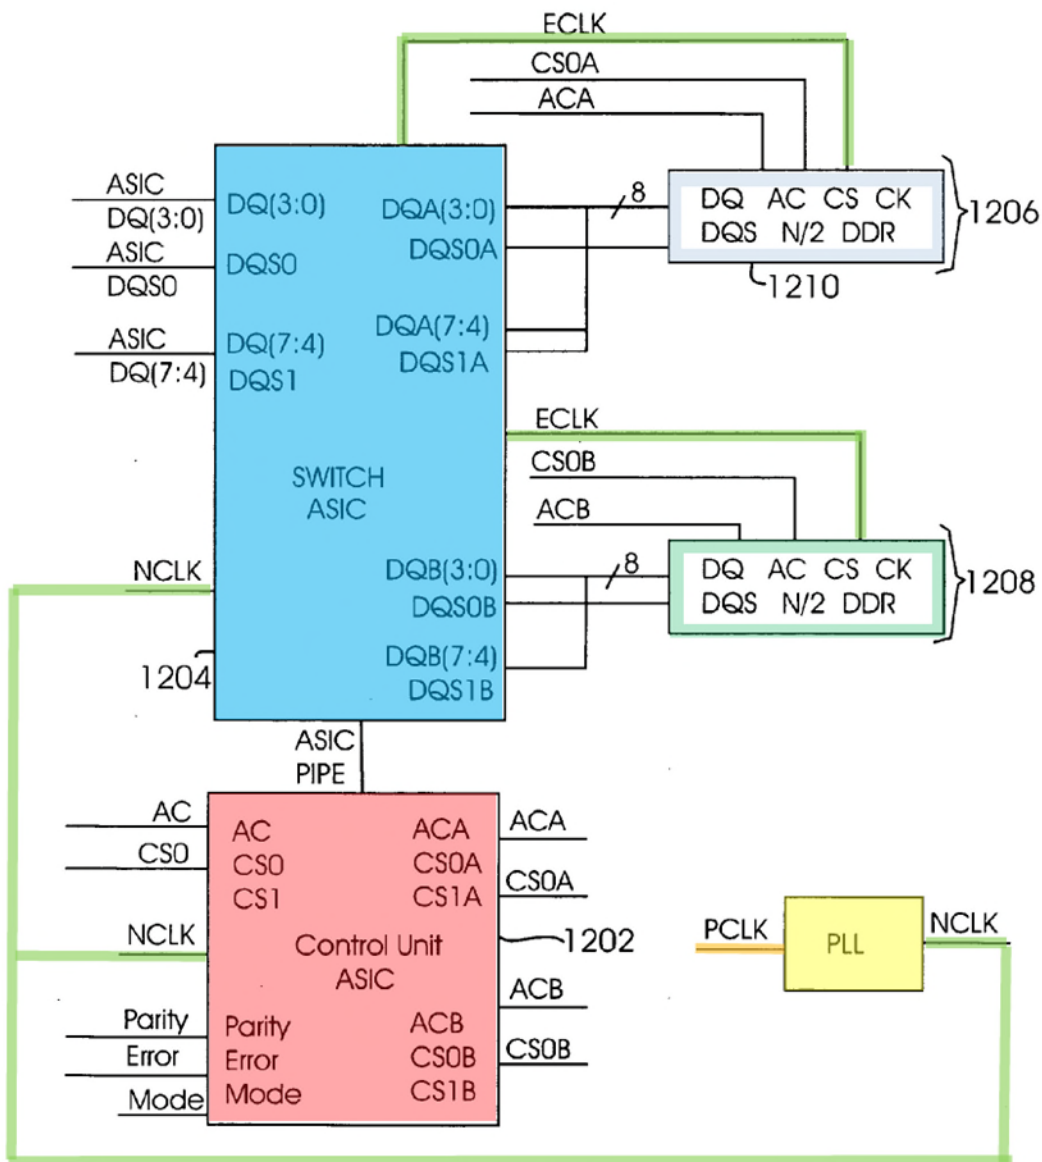 ECLK
CS0A
ACA
ASIC
DQ(3:0)
ASIC
DQS0
ASIC
DQ(7:4)
DQ(3:0)
DQS0
DQ(7:4)
DQS1
DQA(3:0)
DQS0A
DQA(7:4)
DQS1A
8
DQ AC CS CK
DQS N/2 DDR
1206
1210
ECLK
CS0B
ACB
SWITCH
ASIC
NCLK
1204
DQB(3:0)
DQS0B
DQB(7:4)
DQS1B
8
DQ AC CS CK
DQS N/2 DDR
1208
ASIC
PIPE
AC
CS0
NCLK
Parity
Error
Mode
AC
CS0
CS1
ACA
CS0A
CS1A
Control Unit
ASIC
Parity
Error
Mode
ACB
CS0B
CS1B
ACA
CS0A
1202
ACB
CS0B
PCLK
PLL
NCLK